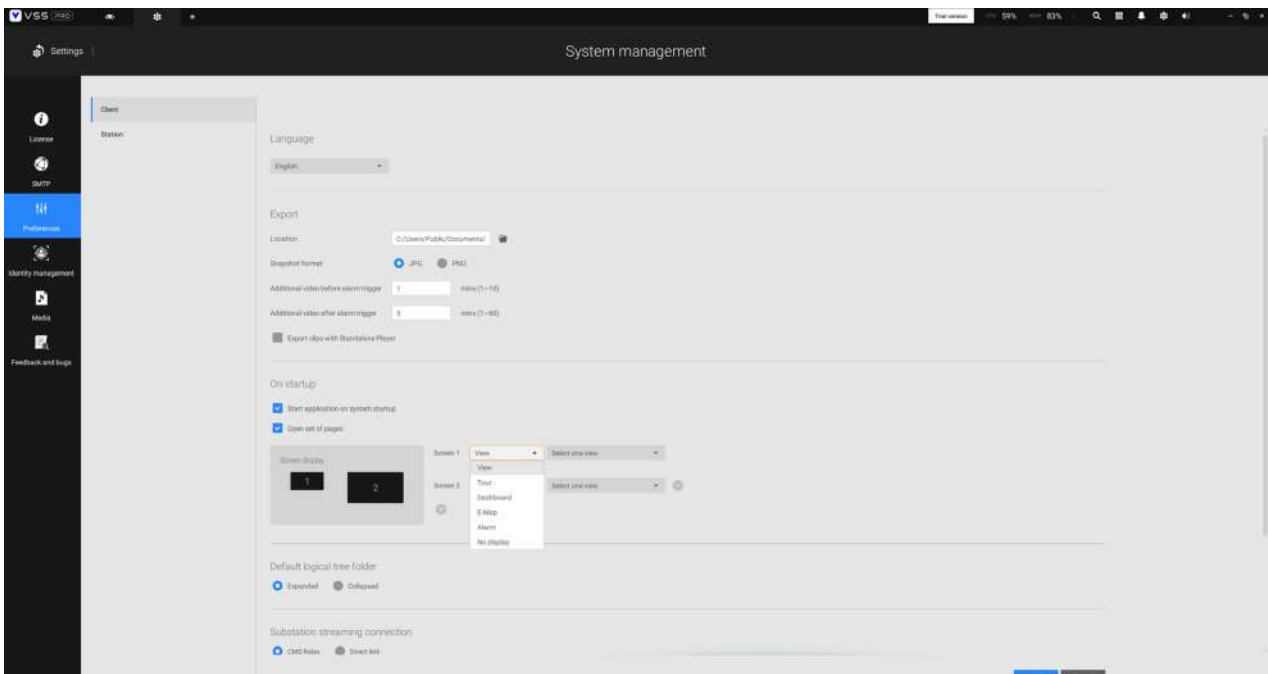 VSS PRO
Trial version
59%
83%
Settings
System management
License
SMTP
Preferences
Identity management
Media
Feedback and bugs
Client
Station
Language
English
Export
Location C:/Users/Public/Documents/
Snapshot format JPG PNG
Additional video before alarm trigger 1 mins (1~10)
Additional video after alarm trigger 5 mins (1~60)
Export clips with Standalone Player
On startup
Start application on system startup
Open set of pages
Screen display
1
2
Screen 1 View Select one view
View
Tour
Screen 2 Select one view
Dashboard
E-Map
Alarm
No display
Default logical tree folder
Expanded Collapsed
Substation streaming connection
CMS Relay Direct link